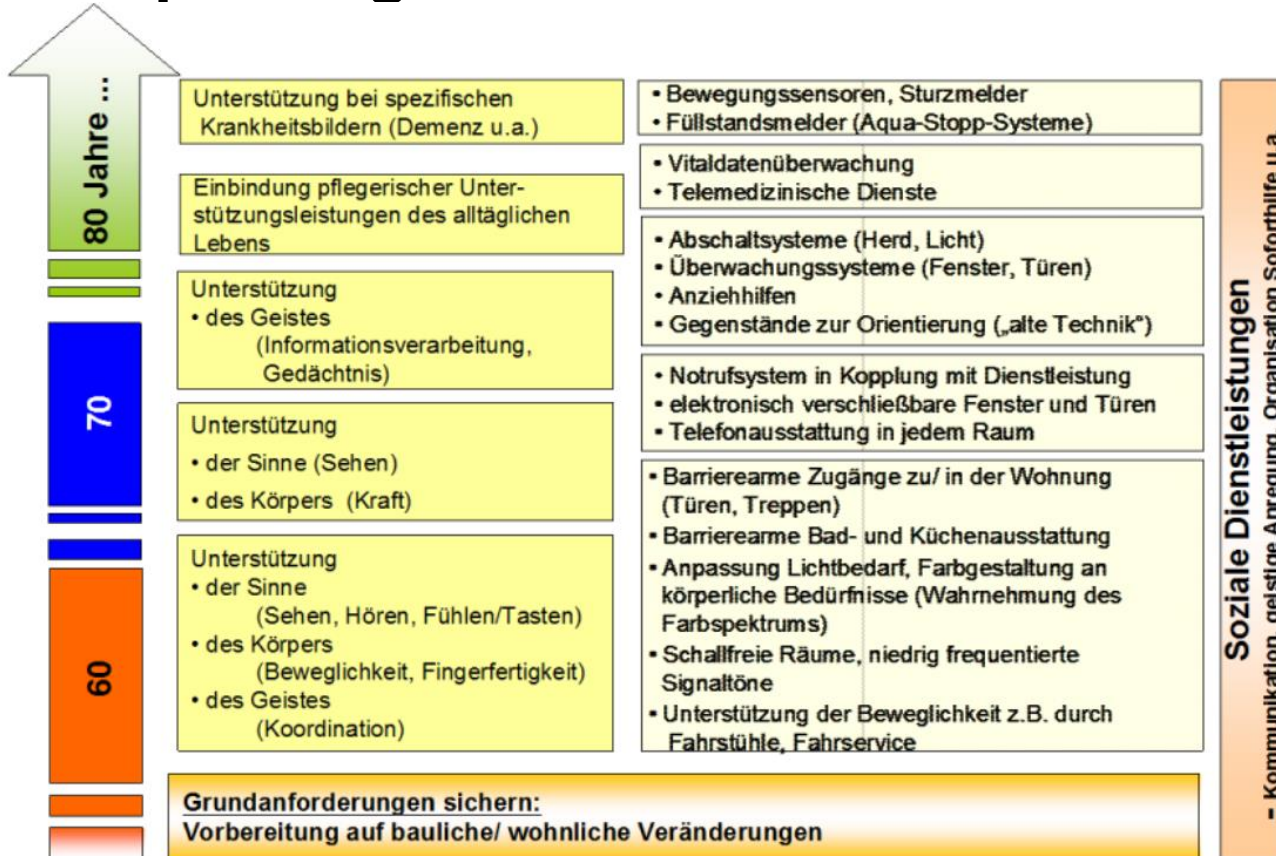 80 Jahre ...
70
60
Unterstützung bei spezifischen
Krankheitsbildern (Demenz u.a.)
Einbindung pflegerischer Unter-
stützungsleistungen des alltäglichen
Lebens
Unterstützung
• des Geistes
(Informationsverarbeitung,
Gedächtnis)
Unterstützung
• der Sinne (Sehen)
• des Körpers (Kraft)
Unterstützung
• der Sinne
(Sehen, Hören, Fühlen/Tasten)
• des Körpers
(Beweglichkeit, Fingerfertigkeit)
• des Geistes
(Koordination)
▪ Bewegungssensoren, Sturzmelder
▪ Füllstandsmelder (Aqua-Stopp-Systeme)
▪ Vitaldatenüberwachung
▪ Telemedizinische Dienste
▪ Abschaltsysteme (Herd, Licht)
▪ Überwachungssysteme (Fenster, Türen)
▪ Anziehhilfen
▪ Gegenstände zur Orientierung („alte Technik“)
▪ Notrufsystem in Kopplung mit Dienstleistung
▪ elektronisch verschließbare Fenster und Türen
▪ Telefonausstattung in jedem Raum
▪ Barrierearme Zugänge zu/ in der Wohnung
(Türen, Treppen)
▪ Barrierearme Bad- und Küchenausstattung
▪ Anpassung Lichtbedarf, Farbgestaltung an
körperliche Bedürfnisse (Wahrnehmung des
Farbspektrums)
▪ Schallfreie Räume, niedrig frequentierte
Signaltöne
▪ Unterstützung der Beweglichkeit z.B. durch
Fahrstühle, Fahrservice
Grundanforderungen sichern:
Vorbereitung auf bauliche/ wohnliche Veränderungen
Soziale Dienstleistungen
- Kommunikation, geistige Anregung, Organisation Soforthilfe u.a.